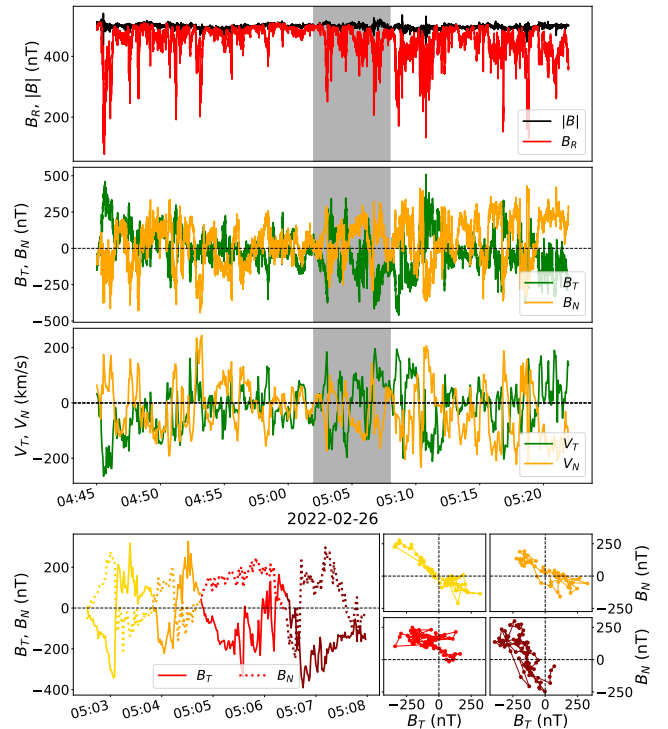 400
200
B_R, |B| (nT)
|B|
B_R
500
250
0
−250
−500
B_T, B_N (nT)
B_T
B_N
200
0
−200
V_T, V_N (km/s)
V_T
V_N
04:45
04:50
04:55
05:00
05:05
05:10
05:15
05:20
2022-02-26
200
0
−200
−400
B_T, B_N (nT)
B_T
B_N
05:03
05:04
05:05
05:06
05:07
05:08
250
0
−250
B_N (nT)
250
0
−250
B_N (nT)
−250
0
B_T (nT)
−250
0
250
B_T (nT)